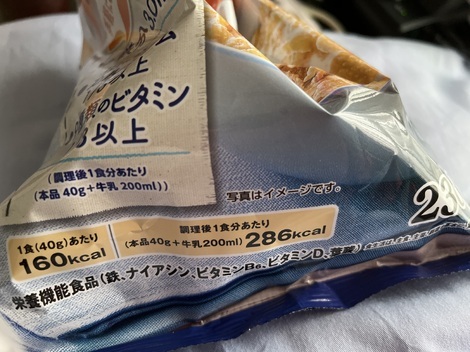 以上
のビタミン
以上
(調理後1食分あたり
(本品40g+牛乳200ml))
写真はイメージです。
1食(40g)あたり
160kcal
調理後1食分あたり
(本品40g+牛乳200ml) 286kcal
栄養機能食品(鉄、ナイアシン、ビタミンB₆、ビタミンD、葉酸)